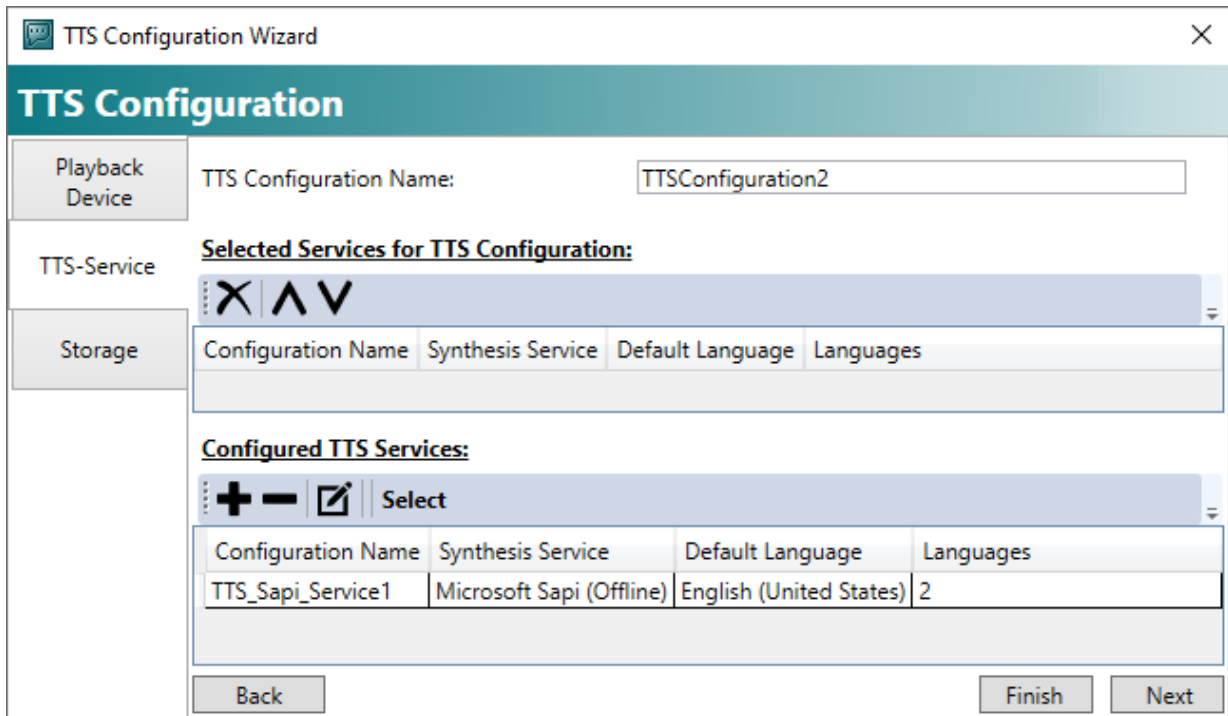 TTS Configuration Wizard
TTS Configuration
Playback
Device
TTS Configuration Name: TTSConfiguration2
TTS-Service
Selected Services for TTS Configuration:
Storage
Configuration Name Synthesis Service Default Language Languages
Configured TTS Services:
Select
Configuration Name Synthesis Service Default Language Languages
TTS_Sapi_Service1 Microsoft Sapi (Offline) English (United States) 2
Back Finish Next